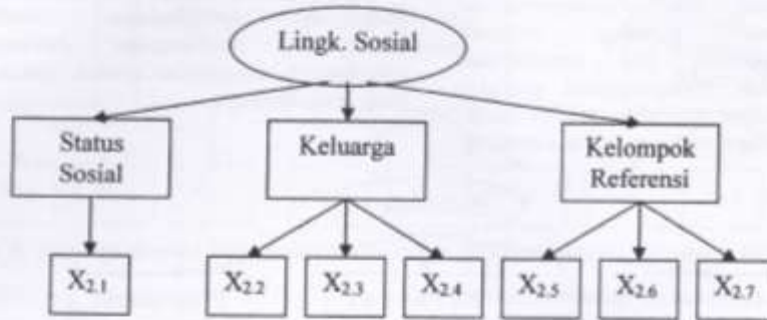 Lingk. Sosial
Status
Sosial
Keluarga
Kelompok
Referensi
X2.1
X2.2
X2.3
X2.4
X2.5
X2.6
X2.7